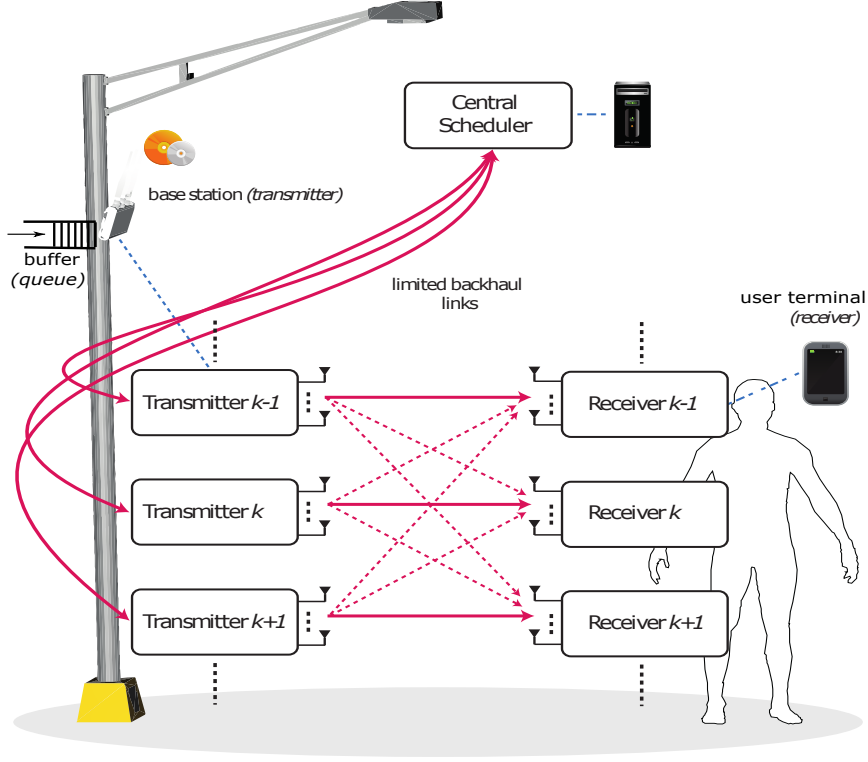 Central
Scheduler
base station (transmitter)
buffer
(queue)
limited backhaul
links
user terminal
(receiver)
Transmitter k-1
Receiver k-1
Transmitter k
Receiver k
Transmitter k+1
Receiver k+1